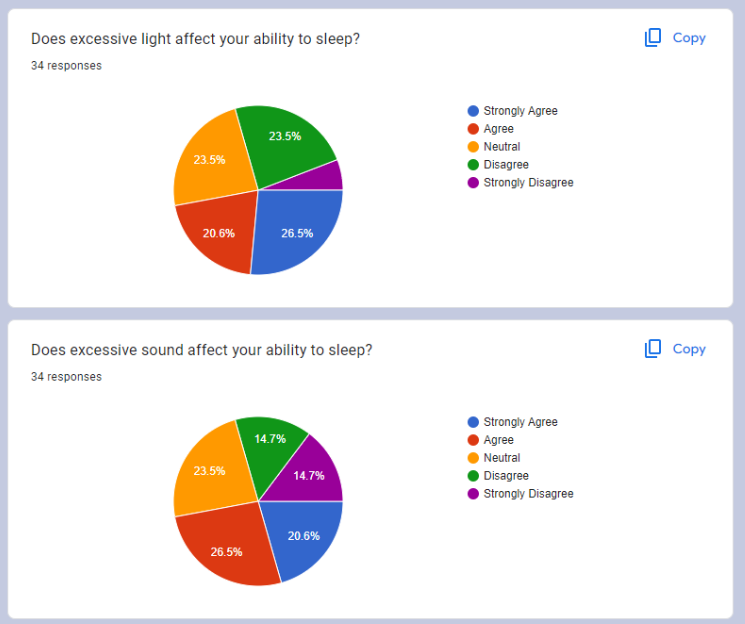 Does excessive light affect your ability to sleep?
Copy
34 responses
Strongly Agree
Agree
Neutral
Disagree
Strongly Disagree
23.5%
23.5%
20.6%
26.5%
Does excessive sound affect your ability to sleep?
Copy
34 responses
Strongly Agree
Agree
Neutral
Disagree
Strongly Disagree
14.7%
23.5%
14.7%
20.6%
26.5%